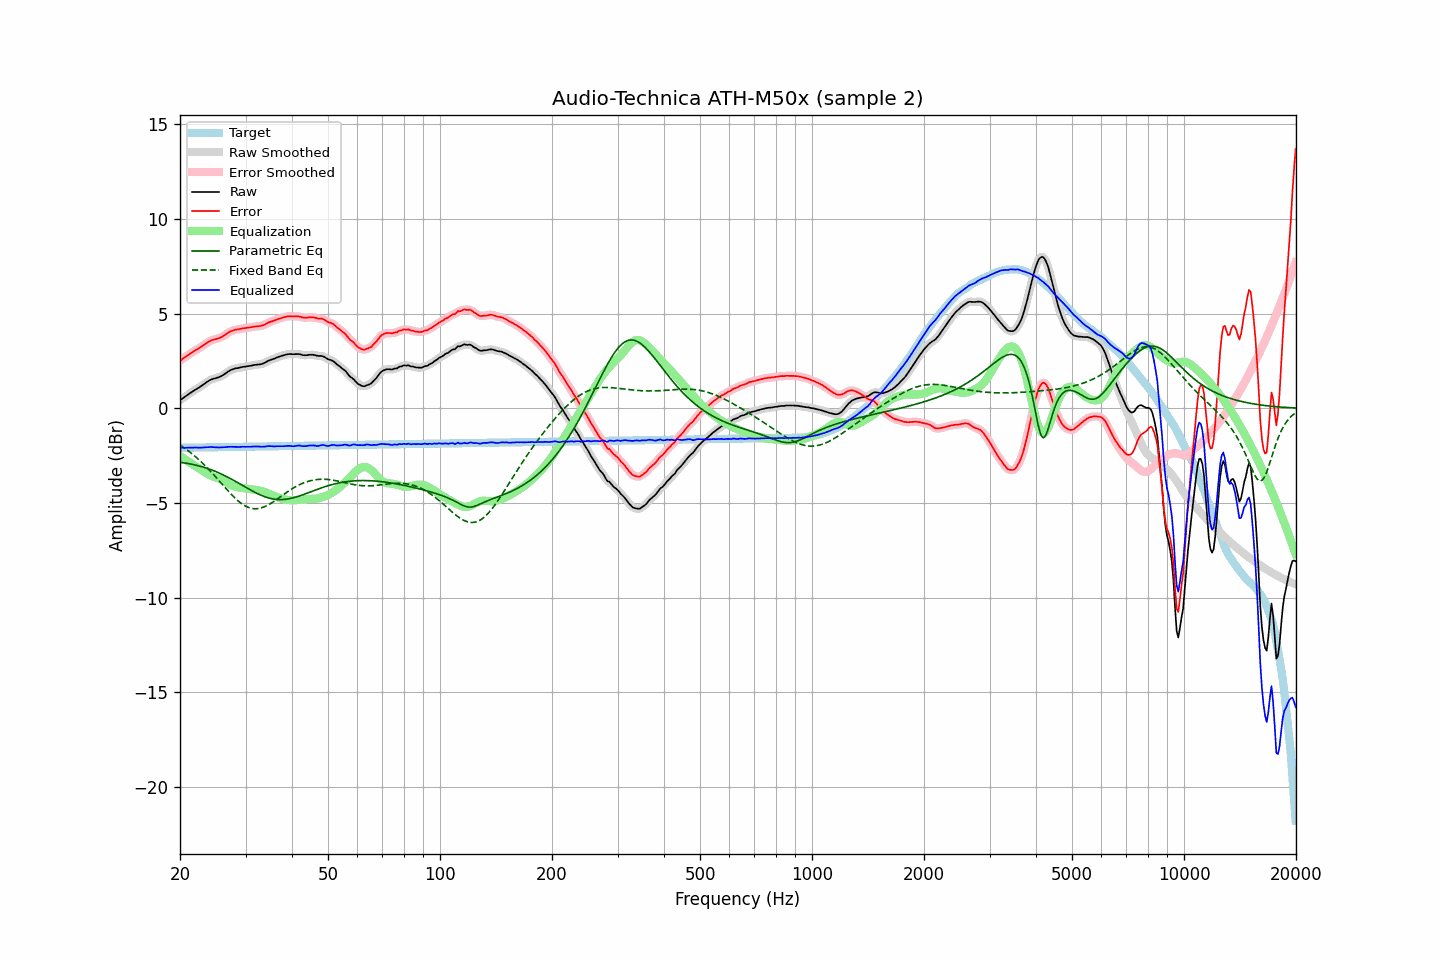 Audio-Technica ATH-M50x (sample 2)
Target
Raw Smoothed
Error Smoothed
Raw
Error
Equalization
Parametric Eq
Fixed Band Eq
Equalized
15
10
5
0
−5
−10
−15
−20
Amplitude (dBr)
20 50 100 200 500 1000 2000 5000 10000 20000
Frequency (Hz)